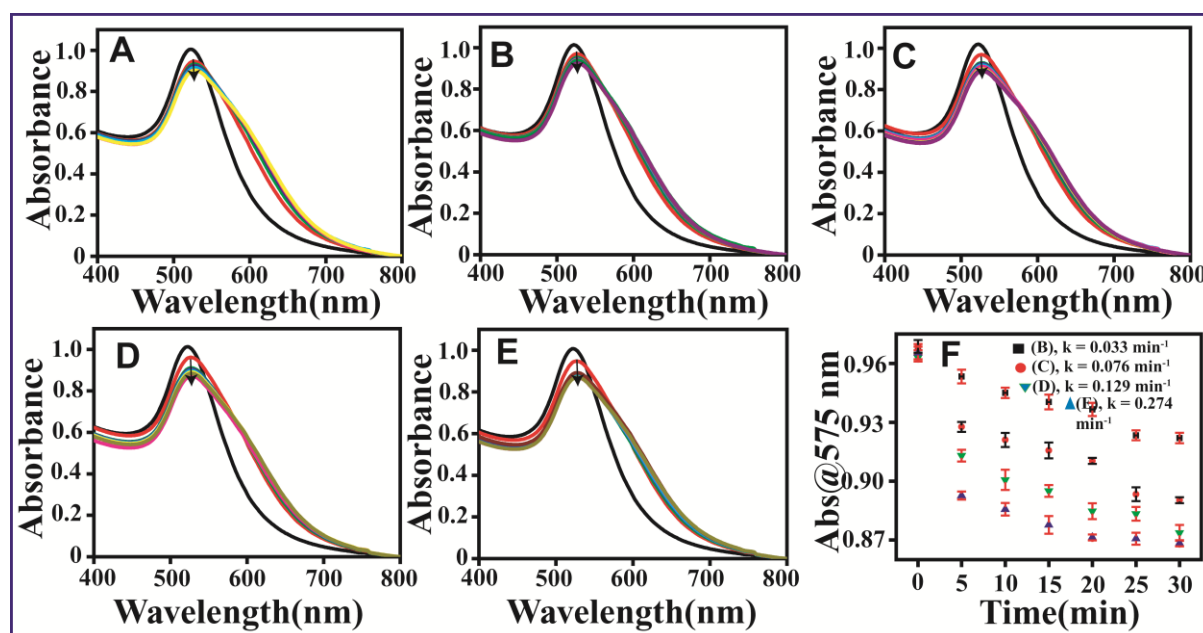 A
Absorbance
1.0
0.8
0.6
0.4
0.2
0
400 500 600 700 800
Wavelength(nm)
B
Absorbance
1.0
0.8
0.6
0.4
0.2
0
400 500 600 700 800
Wavelength(nm)
C
Absorbance
1.0
0.8
0.6
0.4
0.2
0
400 500 600 700 800
Wavelength(nm)
D
Absorbance
1.0
0.8
0.6
0.4
0.2
0
400 500 600 700 800
Wavelength(nm)
E
Absorbance
1.0
0.8
0.6
0.4
0.2
0
400 500 600 700 800
Wavelength(nm)
F
Abs@575 nm
0.96
0.93
0.90
0.87
(B), k = 0.033 min⁻¹
(C), k = 0.076 min⁻¹
(D), k = 0.129 min⁻¹
(E), k = 0.274
min⁻¹
0 5 10 15 20 25 30
Time(min)